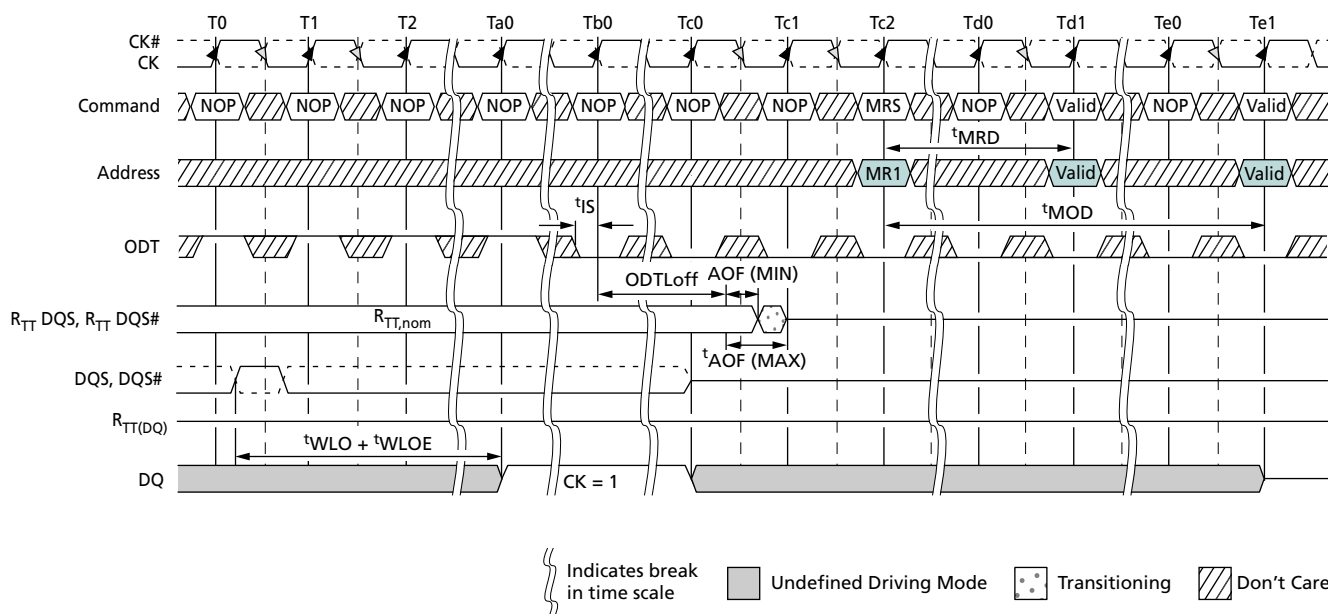 T0 T1 T2 Ta0 Tb0 Tc0 Tc1 Tc2 Td0 Td1 Te0 Te1
CK#
CK
Command NOP NOP NOP NOP NOP NOP NOP MRS NOP Valid NOP Valid
tMRD
Address MR1 Valid Valid
tIS
tMOD
ODT
ODTLoff AOF (MIN)
RTT DQS, RTT DQS# RTT,nom
tAOF (MAX)
DQS, DQS#
RTT(DQ)
tWLO + tWLOE
DQ CK = 1
Indicates break
in time scale
Undefined Driving Mode
Transitioning
Don't Care